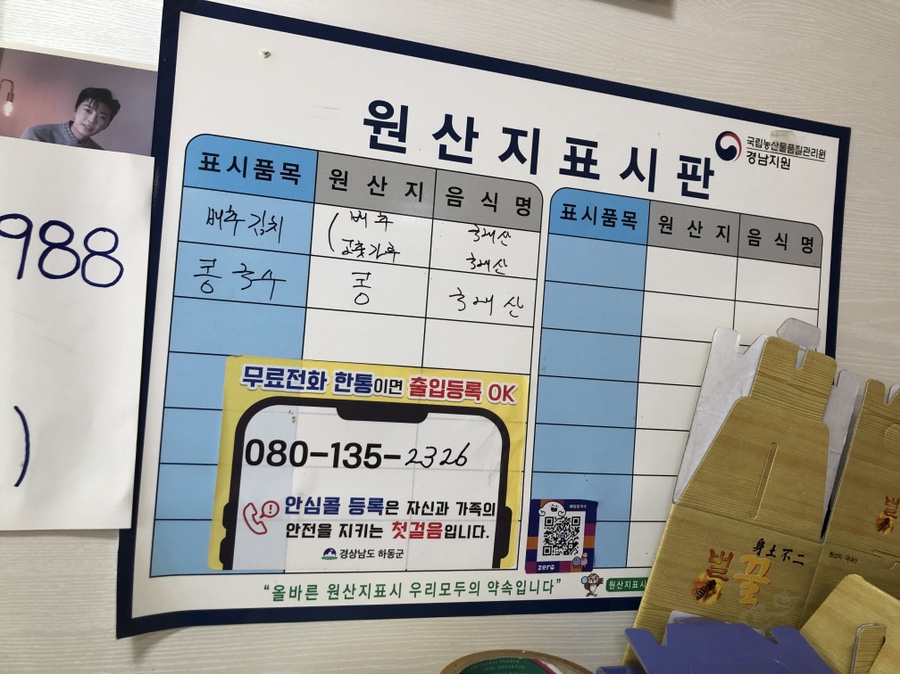 원산지표시판
국립농산물품질관리원
경남지원
표시품목 원산지 음식명
표시품목 원산지 음식명
배추김치 ( 배추 국내산
고춧가루 국내산
콩국수 콩 국내산
무료전화 한통이면 출입등록 OK
080-135-2326
안심콜 등록은 자신과 가족의
안전을 지키는 첫걸음입니다.
경상남도 하동군
zero
"올바른 원산지표시 우리모두의 약속입니다"
원산지표시
988
)
身土不二
벌꿀